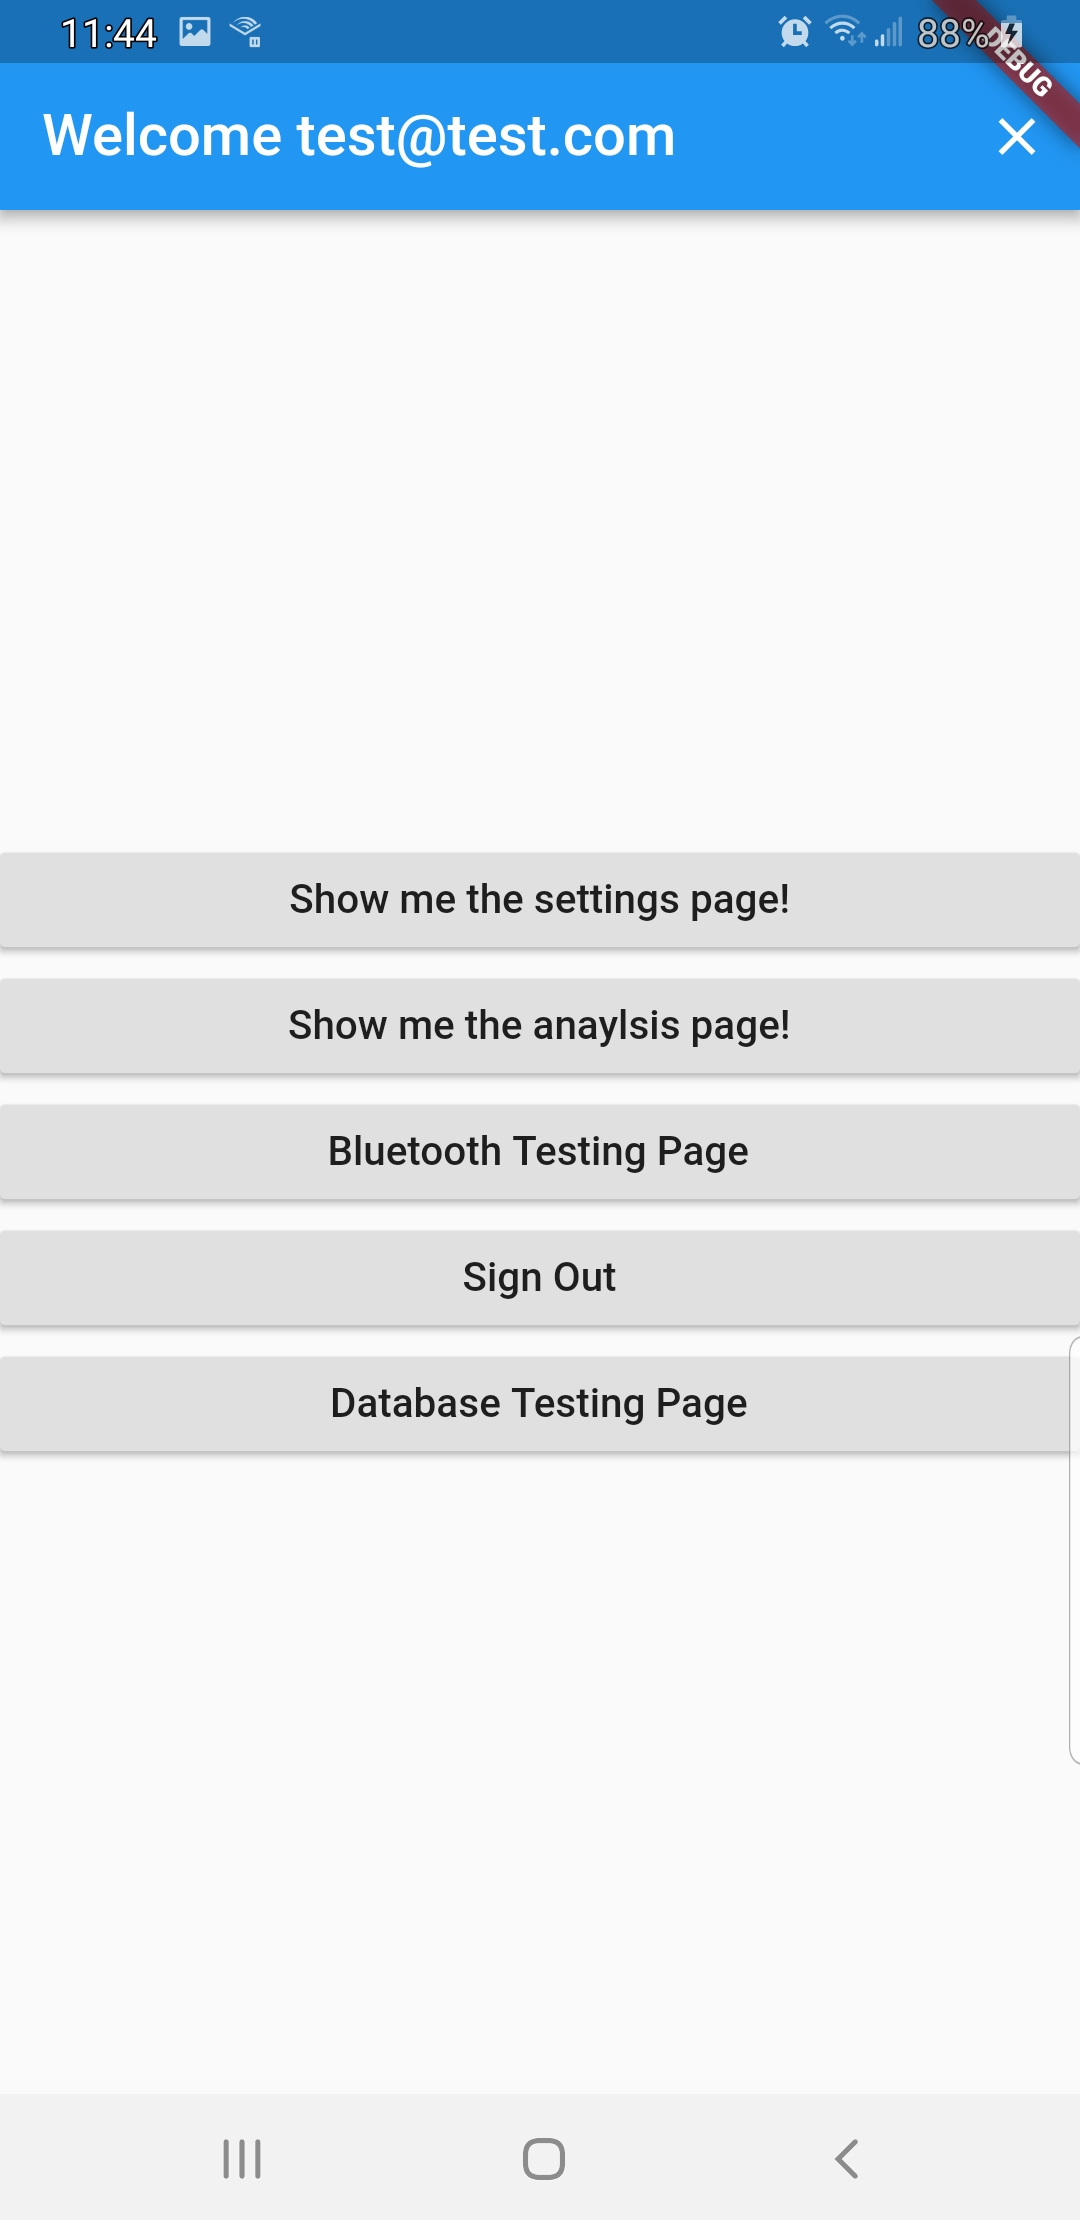 11:44 88%
DEBUG
Welcome test@test.com
Show me the settings page!
Show me the anaylsis page!
Bluetooth Testing Page
Sign Out
Database Testing Page